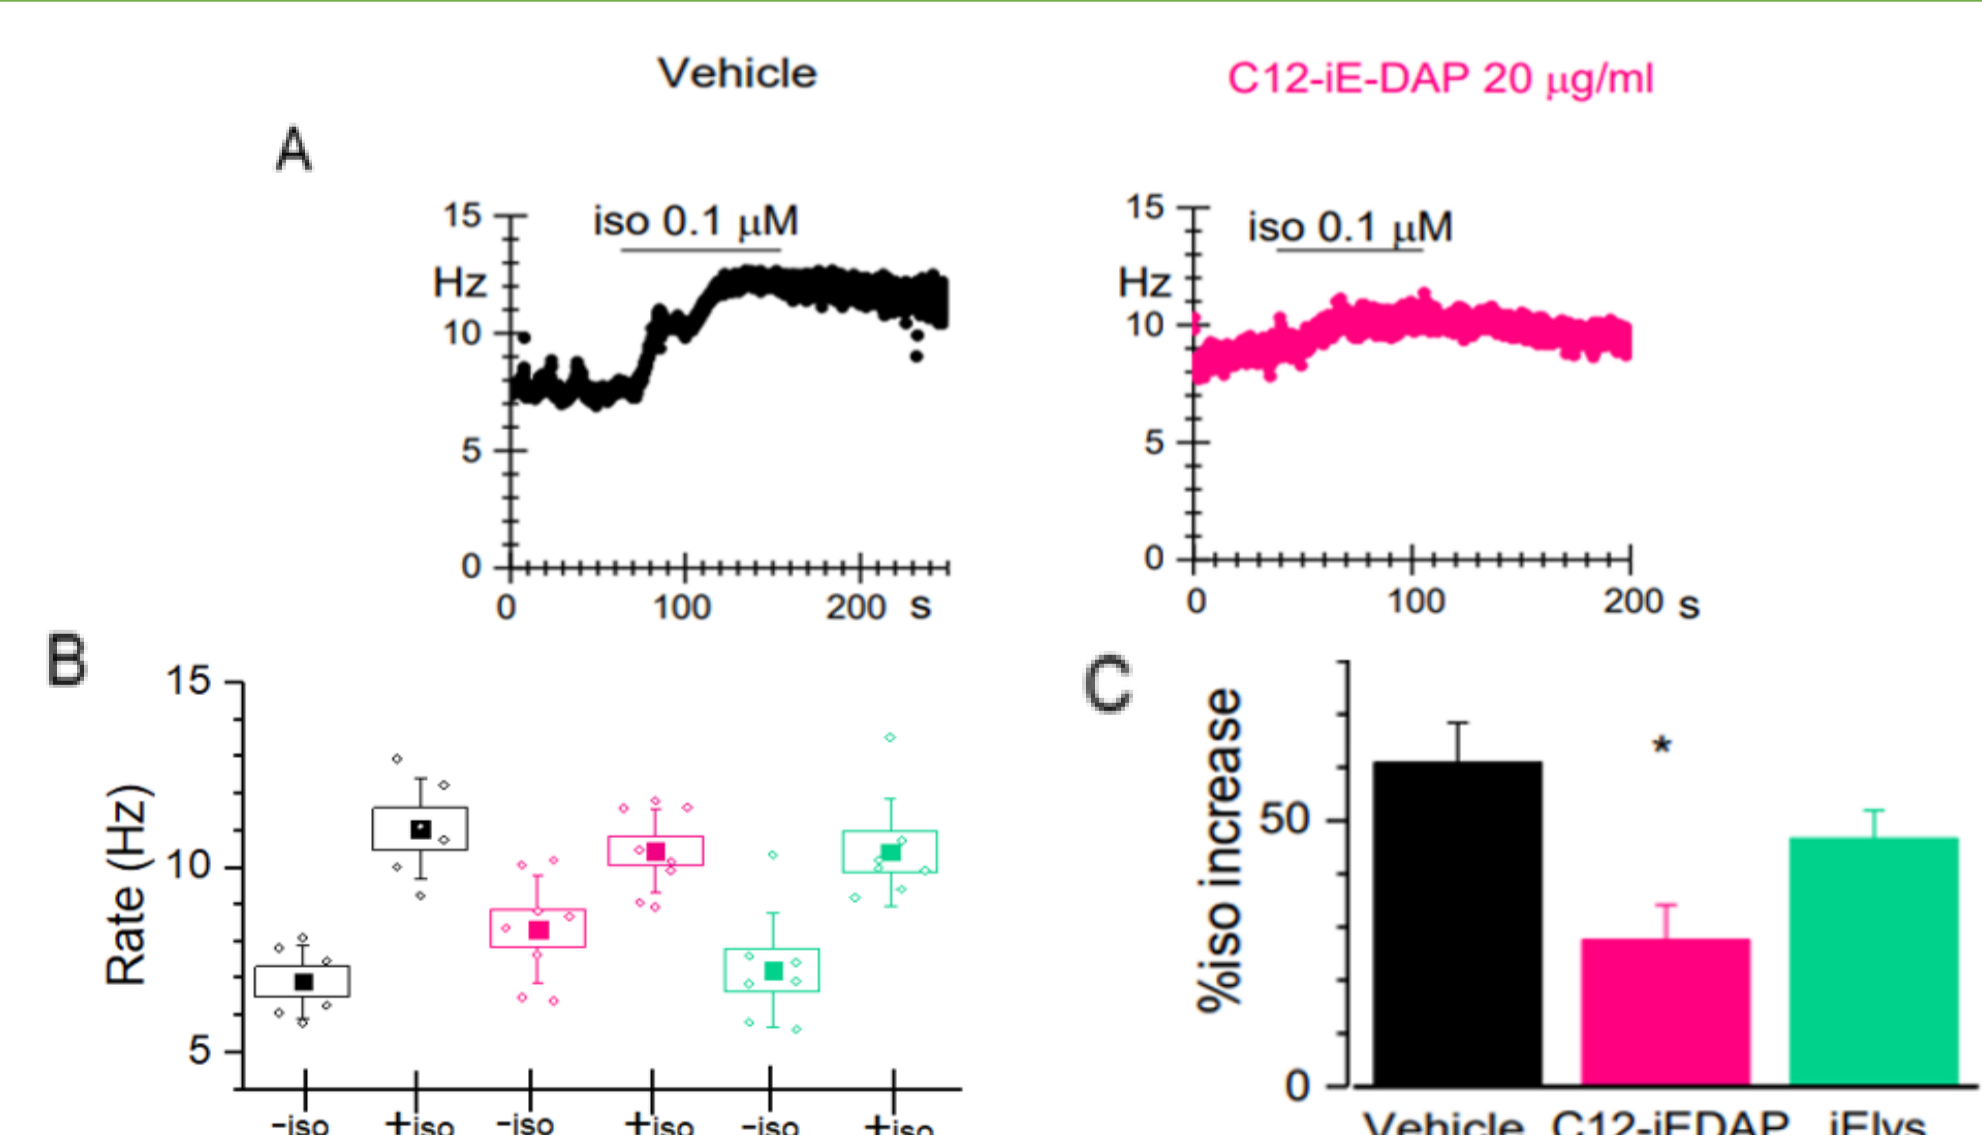 Vehicle
C12-iE-DAP 20 μg/ml
A
15
iso 0.1 μM
Hz
10
5
0
0 100 200 s
15
iso 0.1 μM
Hz
10
5
0
0 100 200 s
B
15
Rate (Hz)
10
5
-iso +iso -iso +iso -iso +iso
C
%iso increase
50
*
0
Vehicle C12-iEDAP iElys